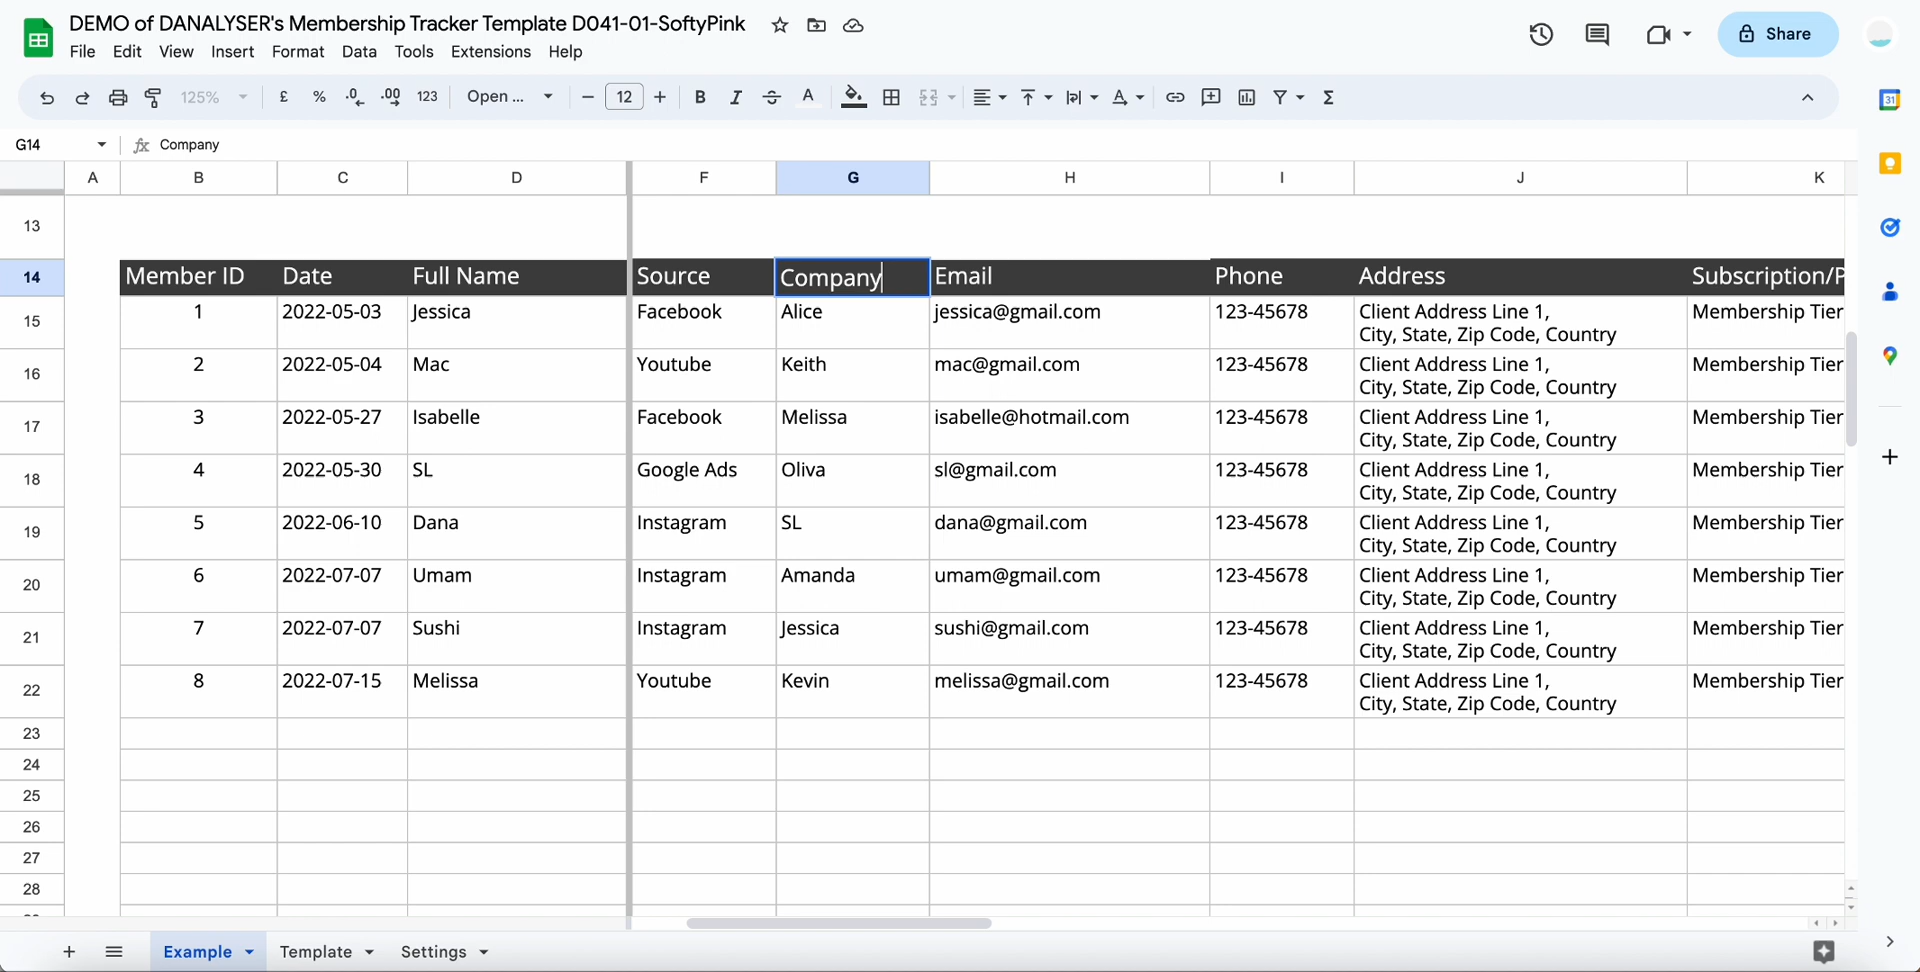 DEMO of DANALYSER's Membership Tracker Template D041-01-SoftyPink
File Edit View Insert Format Data Tools Extensions Help
Share
125% £ % .0 .00 123 Open ... 12 B I A Σ
31
G14 fx Company
A B C D F G H I J K
13
14 Member ID Date Full Name Source Company Email Phone Address Subscription/P
15 1 2022-05-03 Jessica Facebook Alice jessica@gmail.com 123-45678 Client Address Line 1, Membership Tier
City, State, Zip Code, Country
16 2 2022-05-04 Mac Youtube Keith mac@gmail.com 123-45678 Client Address Line 1, Membership Tier
City, State, Zip Code, Country
17 3 2022-05-27 Isabelle Facebook Melissa isabelle@hotmail.com 123-45678 Client Address Line 1, Membership Tier
City, State, Zip Code, Country
18 4 2022-05-30 SL Google Ads Oliva sl@gmail.com 123-45678 Client Address Line 1, Membership Tier
City, State, Zip Code, Country
19 5 2022-06-10 Dana Instagram SL dana@gmail.com 123-45678 Client Address Line 1, Membership Tier
City, State, Zip Code, Country
20 6 2022-07-07 Umam Instagram Amanda umam@gmail.com 123-45678 Client Address Line 1, Membership Tier
City, State, Zip Code, Country
21 7 2022-07-07 Sushi Instagram Jessica sushi@gmail.com 123-45678 Client Address Line 1, Membership Tier
City, State, Zip Code, Country
22 8 2022-07-15 Melissa Youtube Kevin melissa@gmail.com 123-45678 Client Address Line 1, Membership Tier
City, State, Zip Code, Country
23
24
25
26
27
28
Example Template Settings